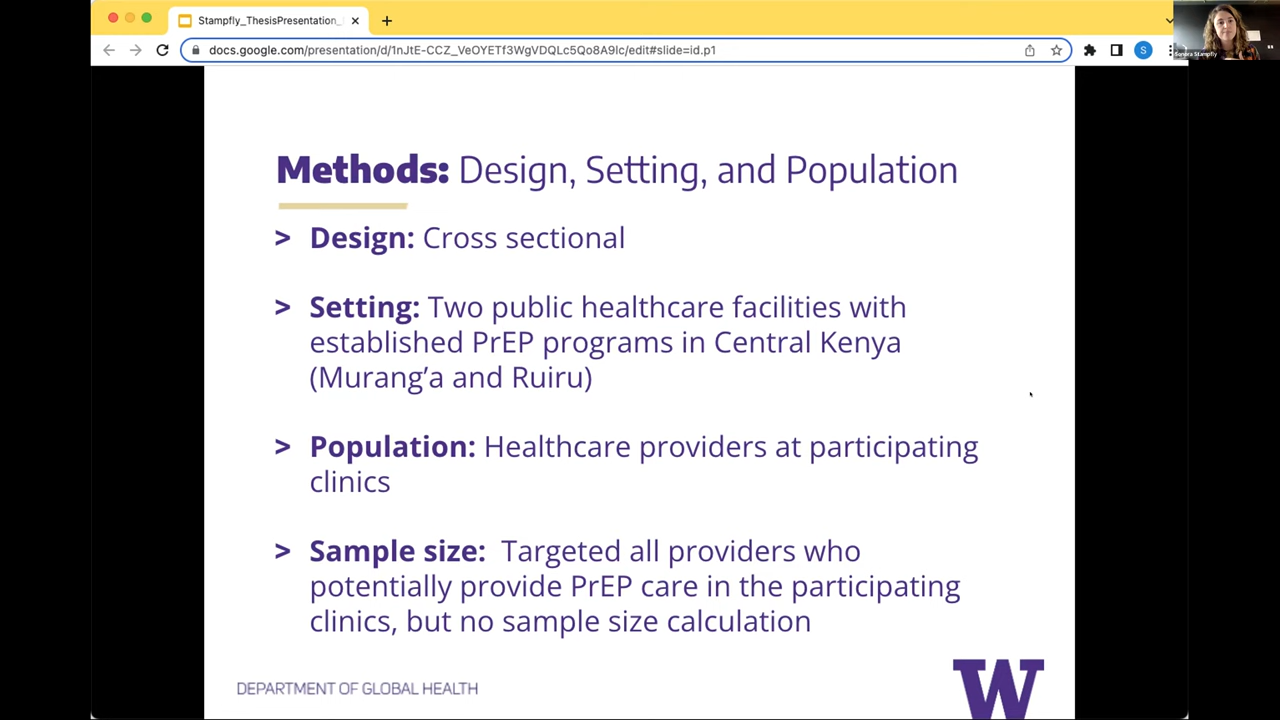 Stampfly_ThesisPresentation_
docs.google.com/presentation/d/1nJtE-CCZ_VeOYETf3WgVDQLc5Qo8A9lc/edit#slide=id.p1
S
Sandra Stampfly
Methods: Design, Setting, and Population
> Design: Cross sectional
> Setting: Two public healthcare facilities with
established PrEP programs in Central Kenya
(Murang’a and Ruiru)
> Population: Healthcare providers at participating
clinics
> Sample size: Targeted all providers who
potentially provide PrEP care in the participating
clinics, but no sample size calculation
DEPARTMENT OF GLOBAL HEALTH
W